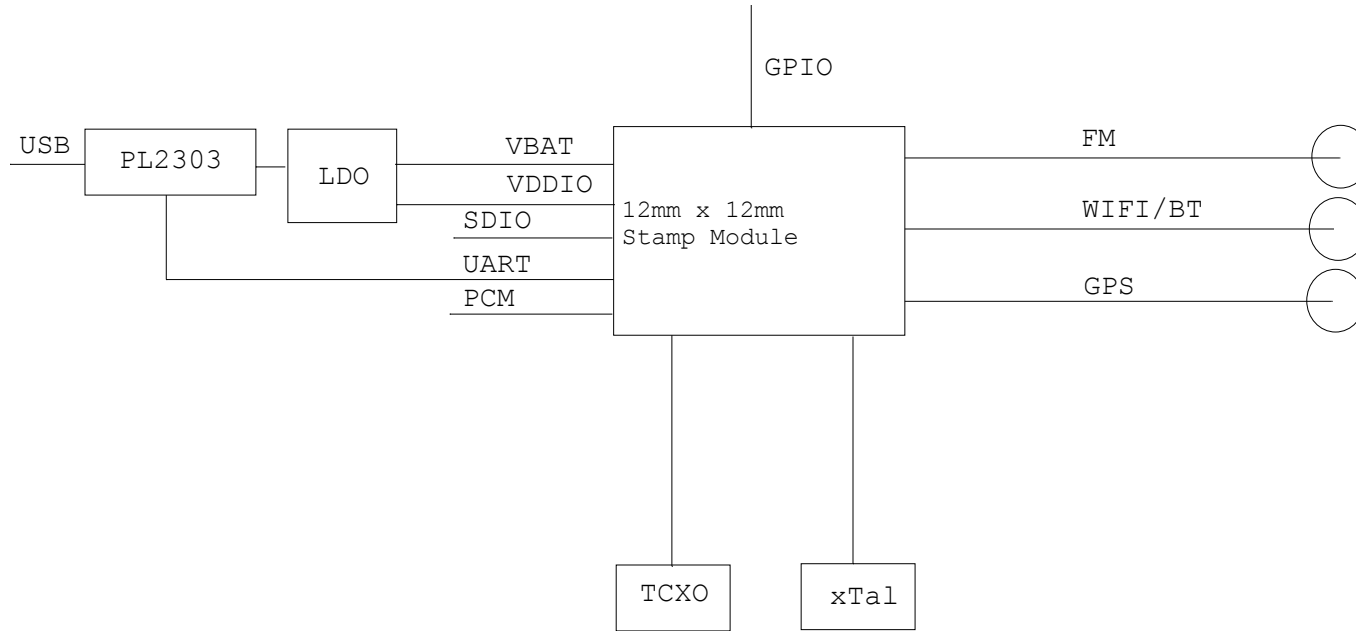 GPIO
USB
PL2303
LDO
VBAT
VDDIO
SDIO
UART
PCM
12mm x 12mm
Stamp Module
FM
WIFI/BT
GPS
TCXO
xTal